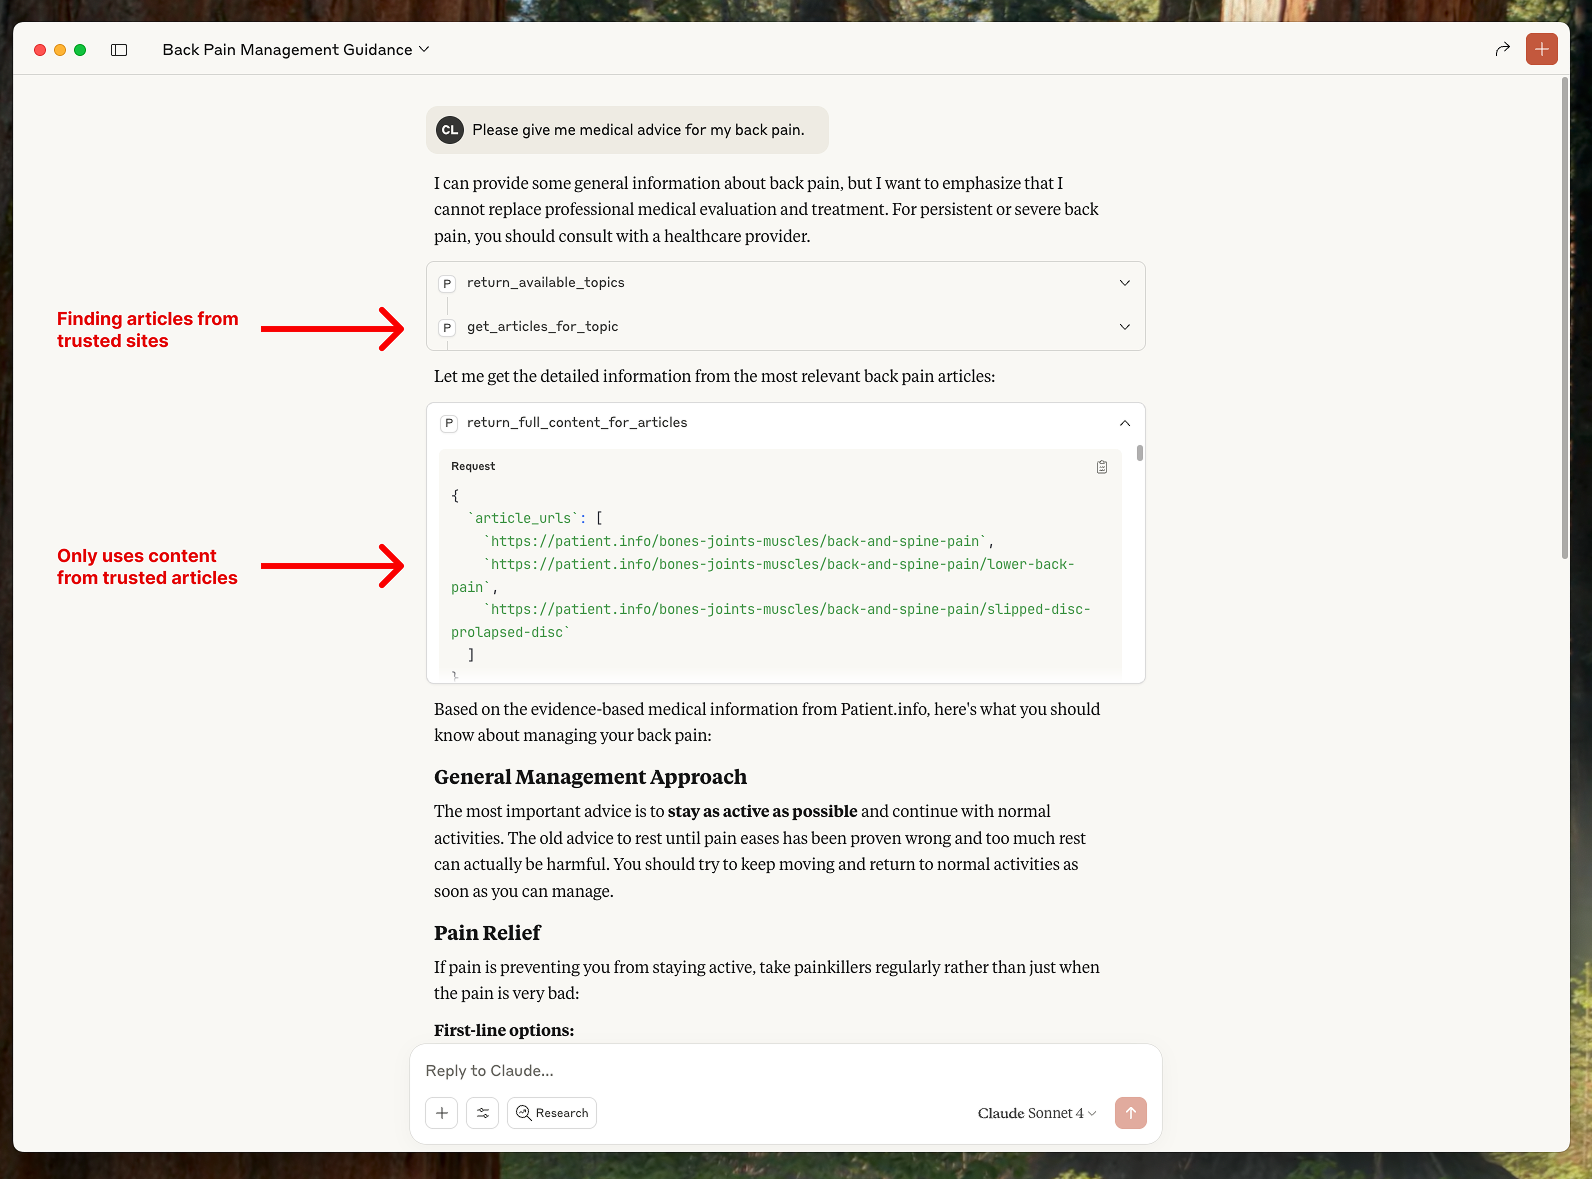 Back Pain Management Guidance
CL Please give me medical advice for my back pain.
I can provide some general information about back pain, but I want to emphasize that I
cannot replace professional medical evaluation and treatment. For persistent or severe back
pain, you should consult with a healthcare provider.
P return_available_topics
Finding articles from
trusted sites
P get_articles_for_topic
Let me get the detailed information from the most relevant back pain articles:
P return_full_content_for_articles
Request
{
`article_urls`: [
`https://patient.info/bones-joints-muscles/back-and-spine-pain`,
`https://patient.info/bones-joints-muscles/back-and-spine-pain/lower-back-
pain`,
`https://patient.info/bones-joints-muscles/back-and-spine-pain/slipped-disc-
prolapsed-disc`
]
}
Only uses content
from trusted articles
Based on the evidence-based medical information from Patient.info, here's what you should
know about managing your back pain:
General Management Approach
The most important advice is to stay as active as possible and continue with normal
activities. The old advice to rest until pain eases has been proven wrong and too much rest
can actually be harmful. You should try to keep moving and return to normal activities as
soon as you can manage.
Pain Relief
If pain is preventing you from staying active, take painkillers regularly rather than just when
the pain is very bad:
First-line options:
Reply to Claude...
Research
Claude Sonnet 4